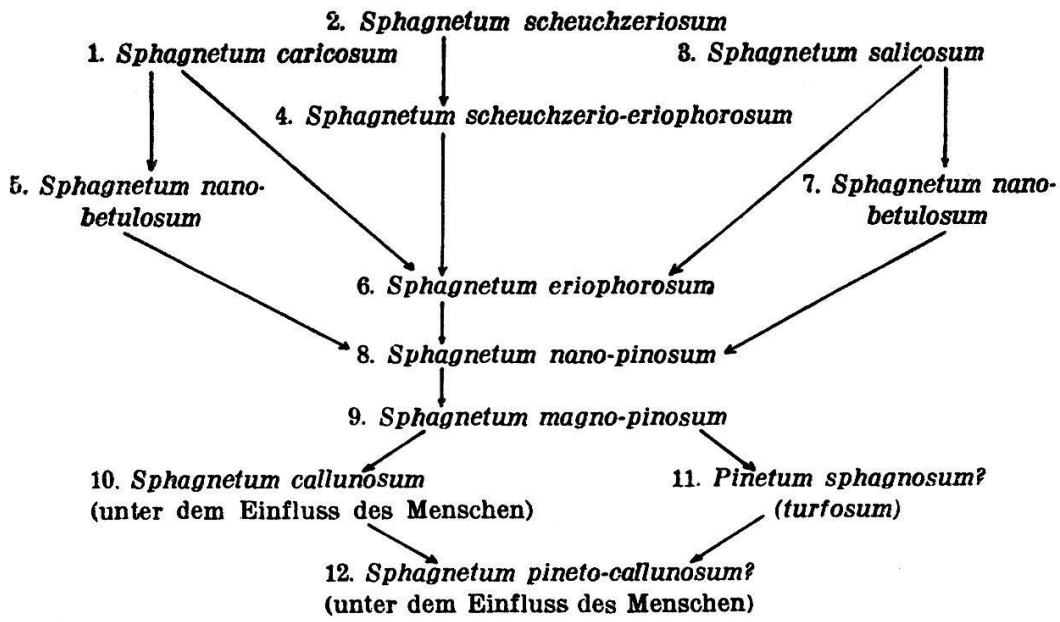 2. Sphagnetum scheuchzeriosum
1. Sphagnetum caricosum
3. Sphagnetum salicosum
4. Sphagnetum scheuchzerio-eriophorosum
5. Sphagnetum nano-
betulosum
7. Sphagnetum nano-
betulosum
6. Sphagnetum eriophorosum
8. Sphagnetum nano-pinosum
9. Sphagnetum magno-pinosum
10. Sphagnetum callunosum
(unter dem Einfluss des Menschen)
11. Pinetum sphagnosum?
(turfosum)
12. Sphagnetum pineto-callunosum?
(unter dem Einfluss des Menschen)